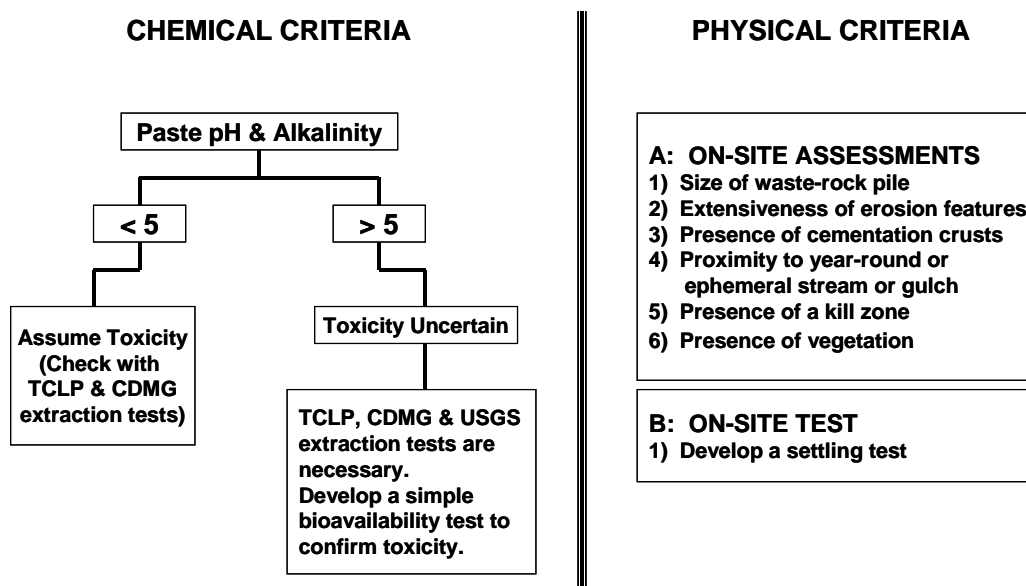 CHEMICAL CRITERIA
Paste pH & Alkalinity
< 5
> 5
Assume Toxicity
(Check with
TCLP & CDMG
extraction tests)
Toxicity Uncertain
TCLP, CDMG & USGS
extraction tests are
necessary.
Develop a simple
bioavailability test to
confirm toxicity.
PHYSICAL CRITERIA
A: ON-SITE ASSESSMENTS
1) Size of waste-rock pile
2) Extensiveness of erosion features
3) Presence of cementation crusts
4) Proximity to year-round or
ephemeral stream or gulch
5) Presence of a kill zone
6) Presence of vegetation
B: ON-SITE TEST
1) Develop a settling test